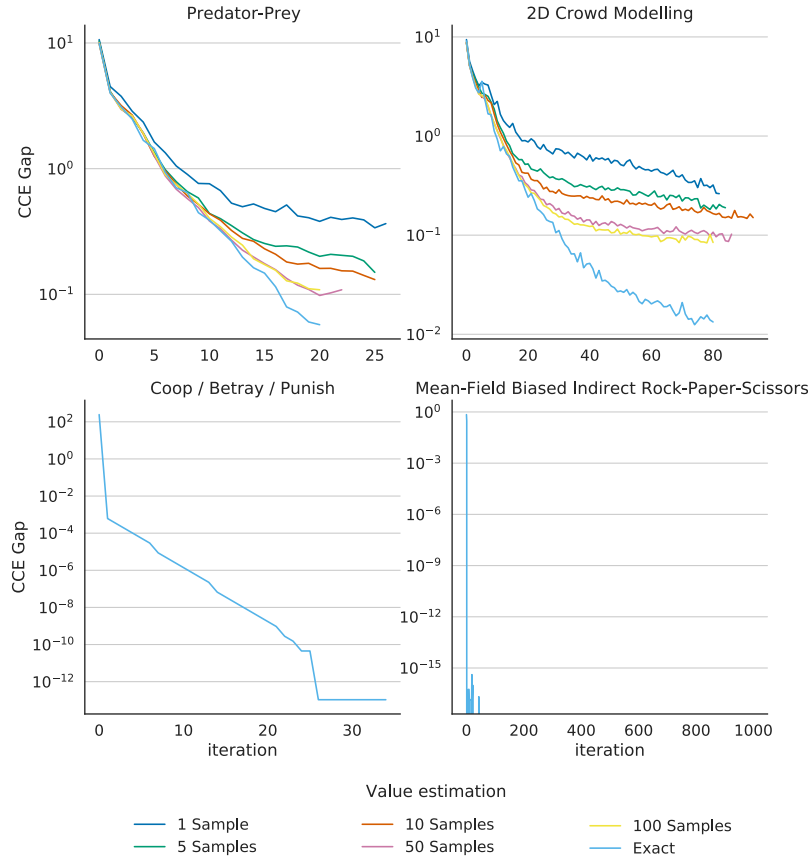 Predator-Prey
2D Crowd Modelling
CCE Gap
10^1
10^0
10^-1
0 5 10 15 20 25
10^1
10^0
10^-1
10^-2
0 20 40 60 80
Coop / Betray / Punish
Mean-Field Biased Indirect Rock-Paper-Scissors
CCE Gap
10^2
10^0
10^-2
10^-4
10^-6
10^-8
10^-10
10^-12
0 10 20 30
iteration
10^0
10^-3
10^-6
10^-9
10^-12
10^-15
0 200 400 600 800 1000
iteration
Value estimation
1 Sample
10 Samples
100 Samples
5 Samples
50 Samples
Exact